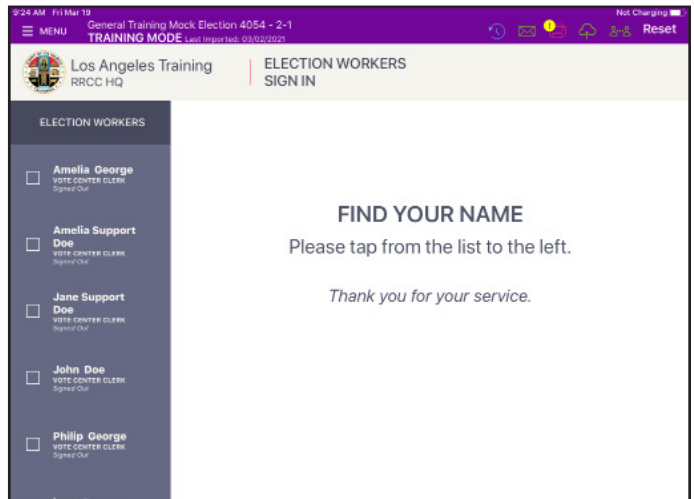 9:24 AM Fri Mar 19
Not Charging
MENU
General Training Mock Election 4054 - 2-1
TRAINING MODE Last Imported: 03/02/2021
Reset
Los Angeles Training
RRCC HQ
ELECTION WORKERS
SIGN IN
ELECTION WORKERS
Amelia George
VOTE CENTER CLERK
Signed Out
Amelia Support
Doe
VOTE CENTER CLERK
Signed Out
Jane Support
Doe
VOTE CENTER CLERK
Signed Out
John Doe
VOTE CENTER CLERK
Signed Out
Philip George
VOTE CENTER CLERK
Signed Out
FIND YOUR NAME
Please tap from the list to the left.
Thank you for your service.